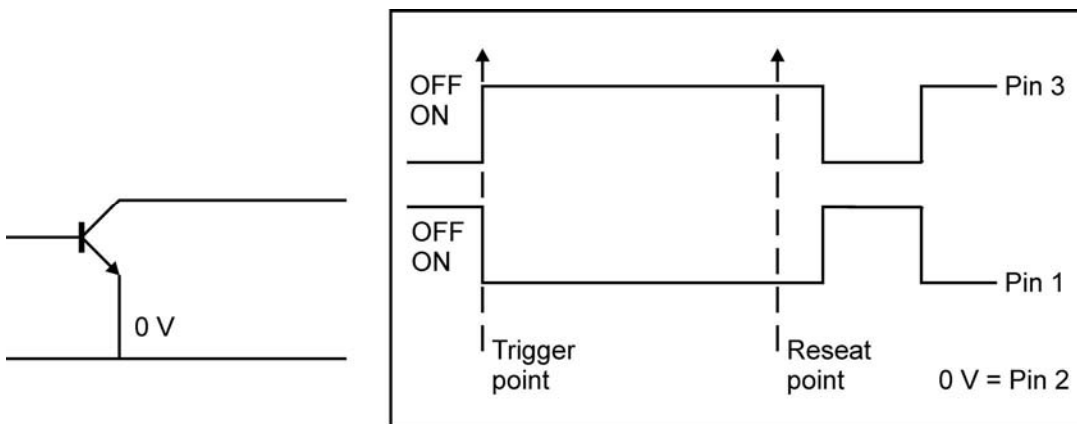 OFF
ON
Pin 3
OFF
ON
Pin 1
0 V
Trigger
point
Reseat
point
0 V = Pin 2